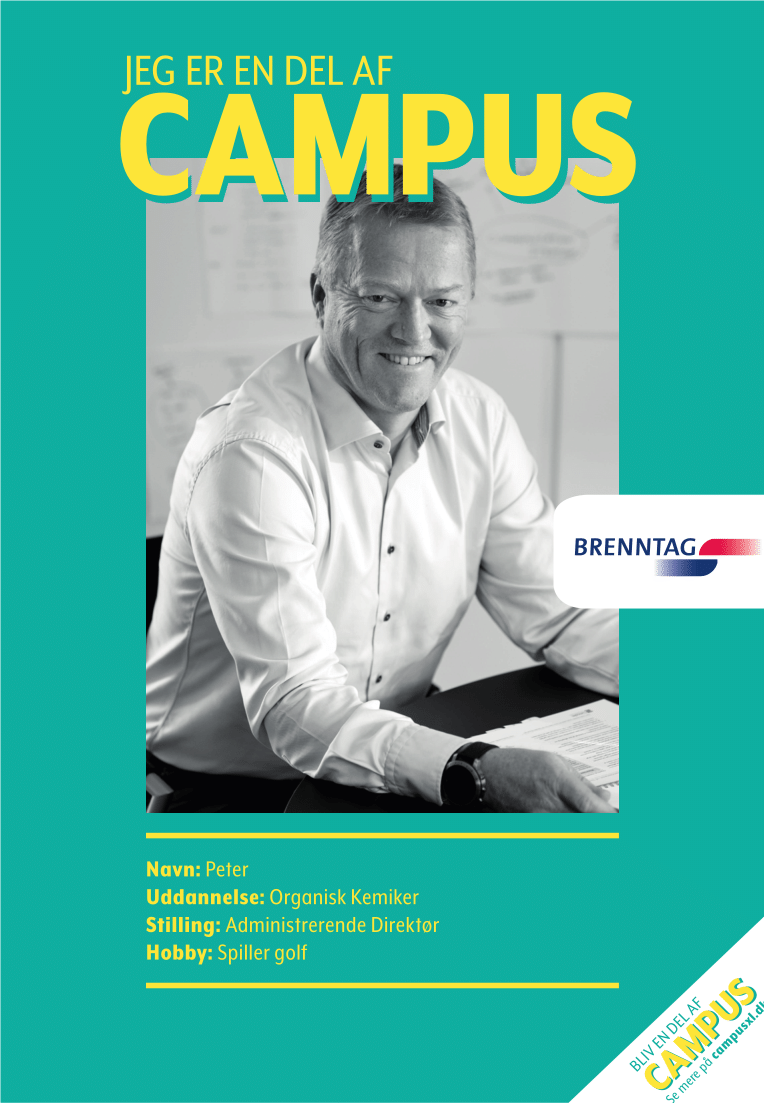 JEG ER EN DEL AF
CAMPUS
BRENNTAG
Navn: Peter
Uddannelse: Organisk Kemiker
Stilling: Administrerende Direktør
Hobby: Spiller golf
BLIV EN DEL AF
CAMPUS
Se mere på campusxl.dk